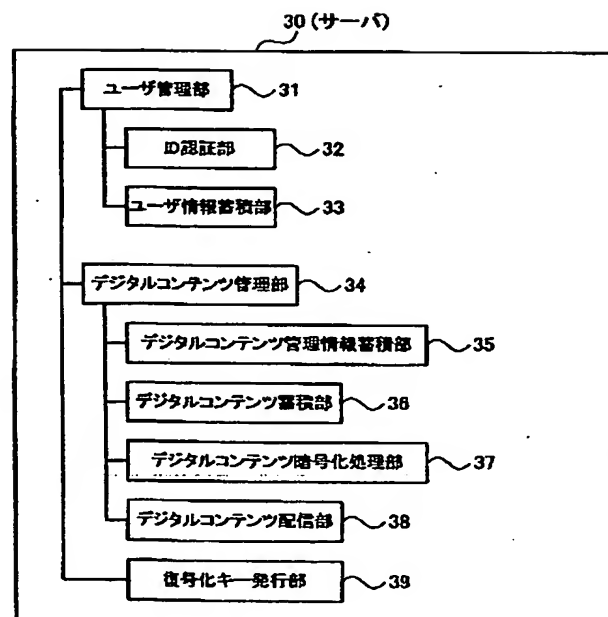 30(サーバ)
ユーザ管理部 31
ID認証部 32
ユーザ情報蓄積部 33
デジタルコンテンツ管理部 34
デジタルコンテンツ管理情報蓄積部 35
デジタルコンテンツ蓄積部 36
デジタルコンテンツ暗号化処理部 37
デジタルコンテンツ配信部 38
復号化キー発行部 39